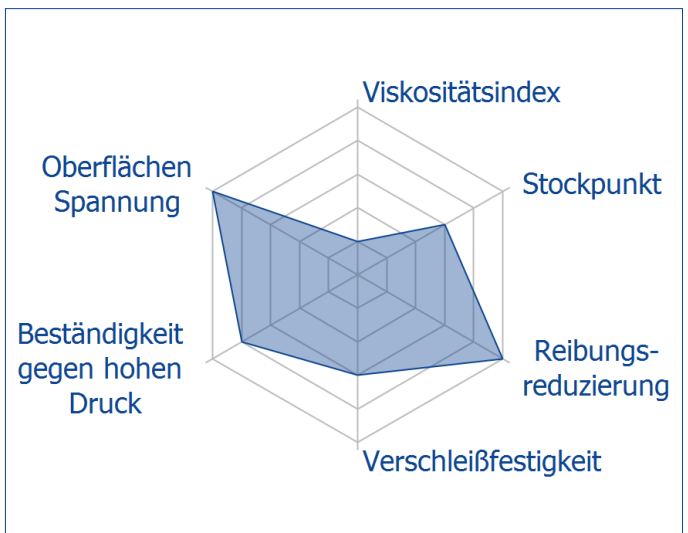 Viskositätsindex
Oberflächen
Spannung
Stockpunkt
Beständigkeit
gegen hohen
Druck
Reibungs-
reduzierung
Verschleißfestigkeit